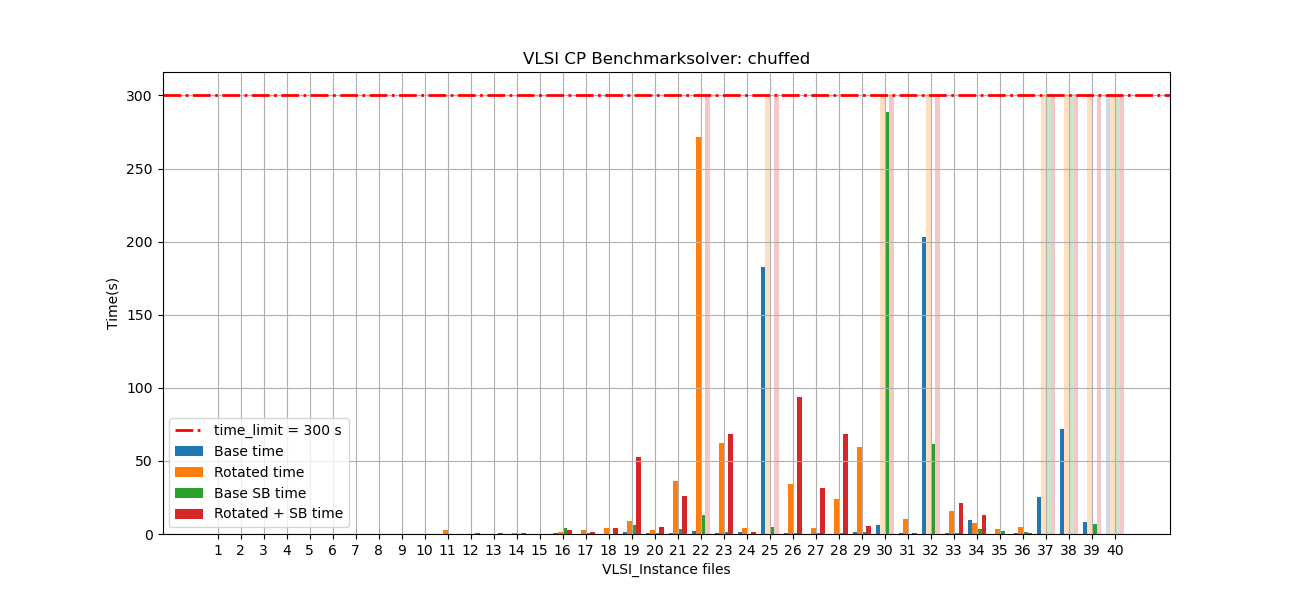 VLSI CP Benchmarksolver: chuffed
300
250
200
150
100
50
0
Time(s)
time_limit = 300 s
Base time
Rotated time
Base SB time
Rotated + SB time
1 2 3 4 5 6 7 8 9 10 11 12 13 14 15 16 17 18 19 20 21 22 23 24 25 26 27 28 29 30 31 32 33 34 35 36 37 38 39 40
VLSI_Instance files